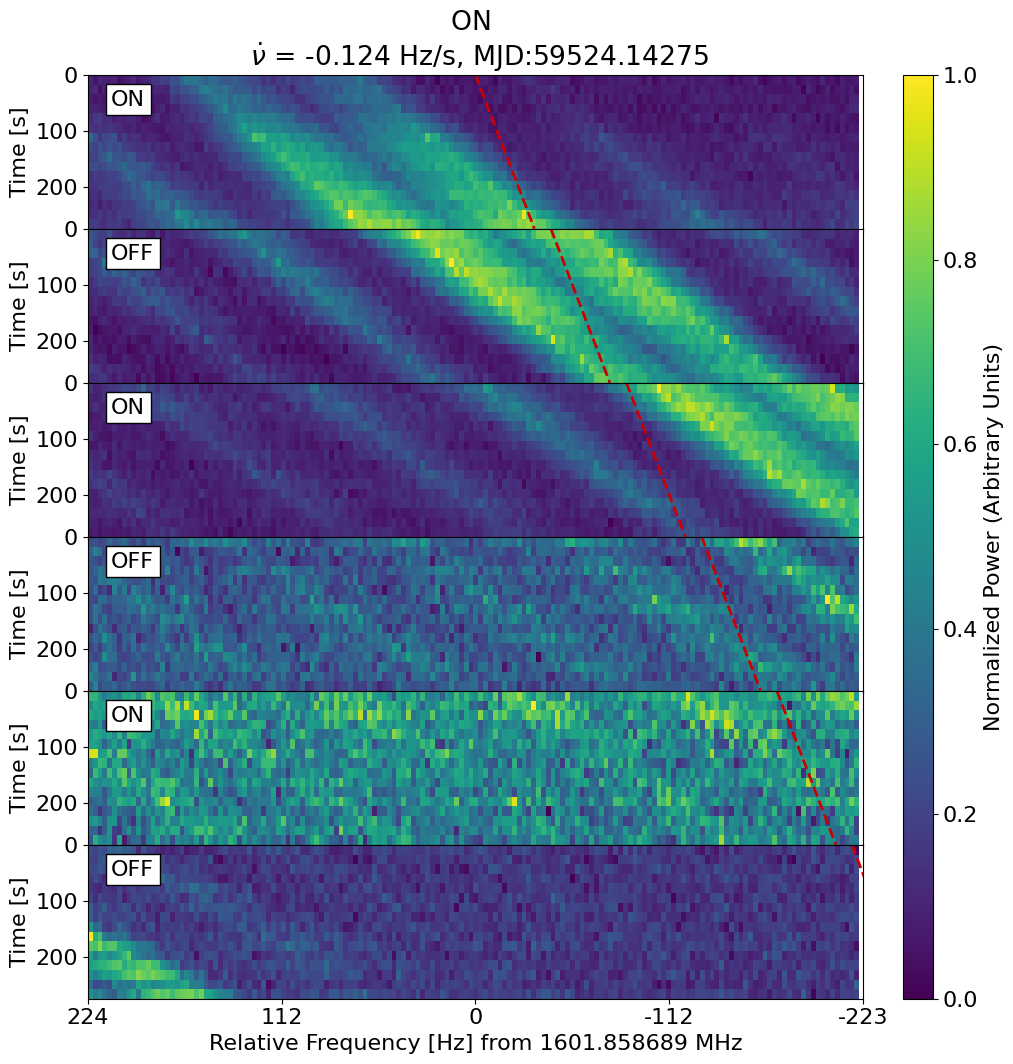 ON
ν̇ = -0.124 Hz/s, MJD:59524.14275
0
100
200
Time [s]
ON
0
100
200
Time [s]
OFF
0
100
200
Time [s]
ON
0
100
200
Time [s]
OFF
0
100
200
Time [s]
ON
0
100
200
Time [s]
OFF
224 112 0 -112 -223
Relative Frequency [Hz] from 1601.858689 MHz
1.0
0.8
0.6
0.4
0.2
0.0
Normalized Power (Arbitrary Units)